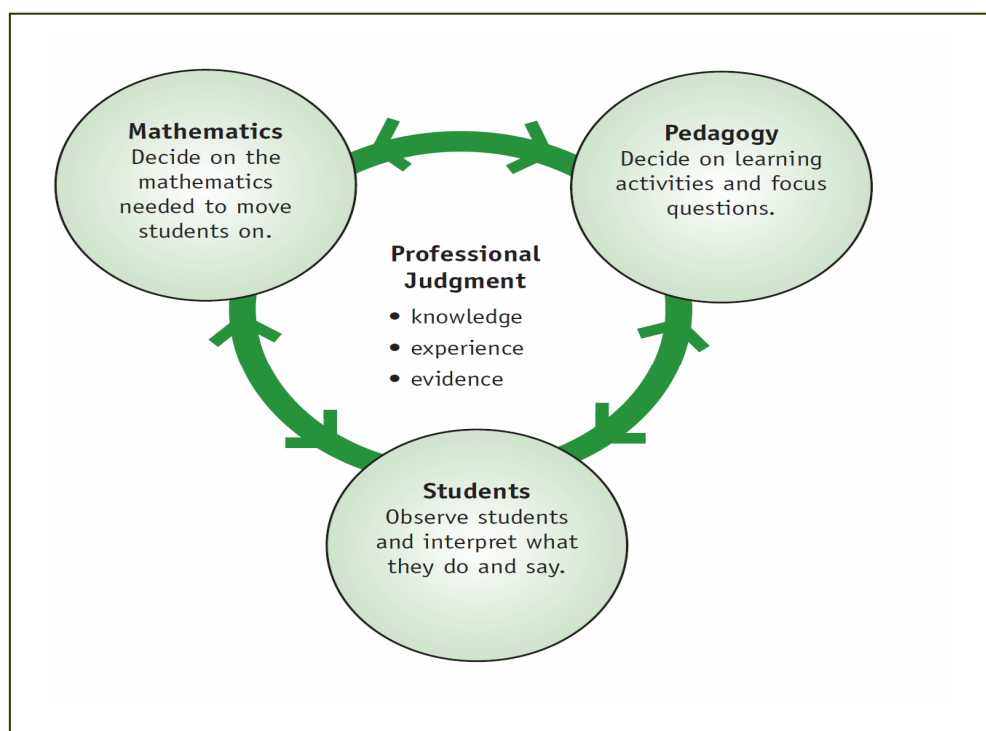 Mathematics
Decide on the
mathematics
needed to move
students on.
Pedagogy
Decide on learning
activities and focus
questions.
Professional
Judgment
• knowledge
• experience
• evidence
Students
Observe students
and interpret what
they do and say.